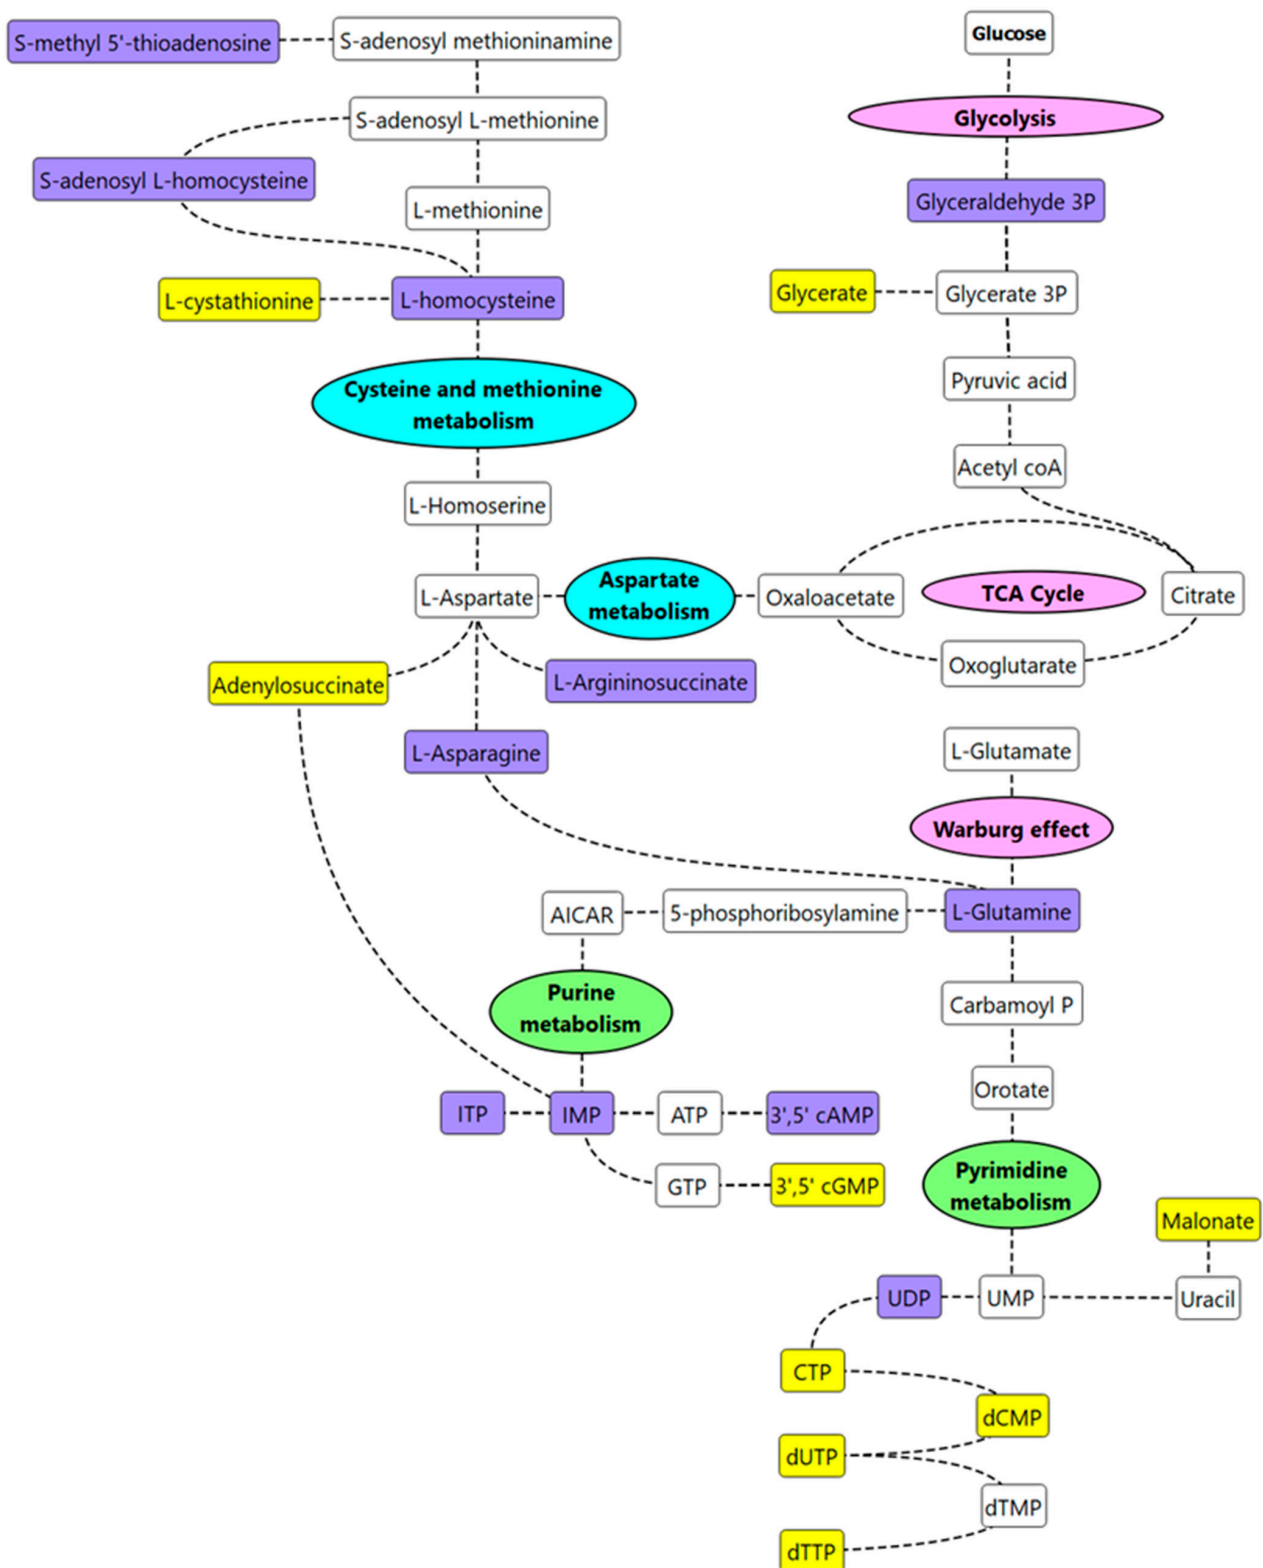 S-methyl 5'-thioadenosine
S-adenosyl methioninamine
Glucose
S-adenosyl L-methionine
Glycolysis
S-adenosyl L-homocysteine
L-methionine
Glyceraldehyde 3P
L-cystathionine
L-homocysteine
Glycerate
Glycerate 3P
Cysteine and methionine
metabolism
Pyruvic acid
Acetyl coA
L-Homoserine
L-Aspartate
Aspartate
metabolism
Oxaloacetate
TCA Cycle
Citrate
Oxoglutarate
Adenylosuccinate
L-Argininosuccinate
L-Asparagine
L-Glutamate
Warburg effect
AICAR
5-phosphoribosylamine
L-Glutamine
Purine
metabolism
Carbamoyl P
Orotate
ITP
IMP
ATP
3',5' cAMP
GTP
3',5' cGMP
Pyrimidine
metabolism
Malonate
UDP
UMP
Uracil
CTP
dCMP
dUTP
dTMP
dTTP